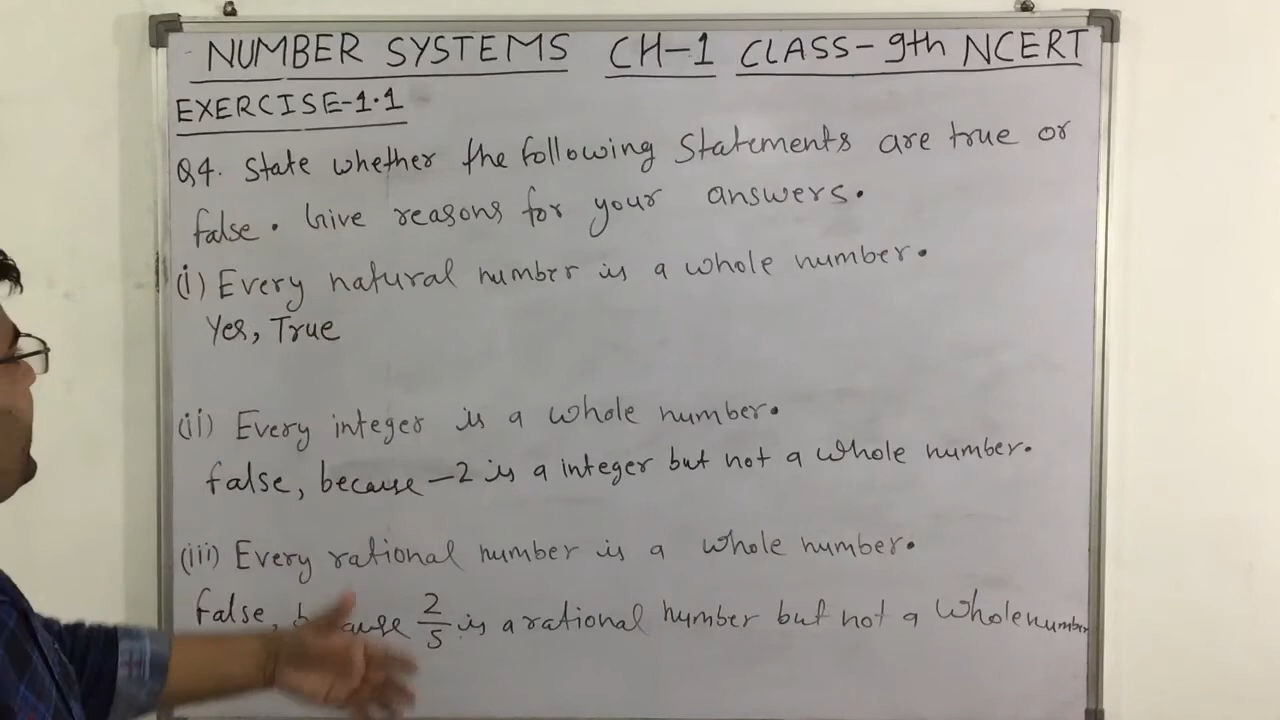 NUMBER SYSTEMS CH-1 CLASS-9th NCERT
EXERCISE-1.1
Q4. State whether the following Statements are true or
false. Give reasons for your answers.
(i) Every natural number is a whole number.
Yes, True
(ii) Every integer is a whole number.
false, because -2 is a integer but not a whole number.
(iii) Every rational number is a whole number.
false, 2/5 is a rational number but not a whole number